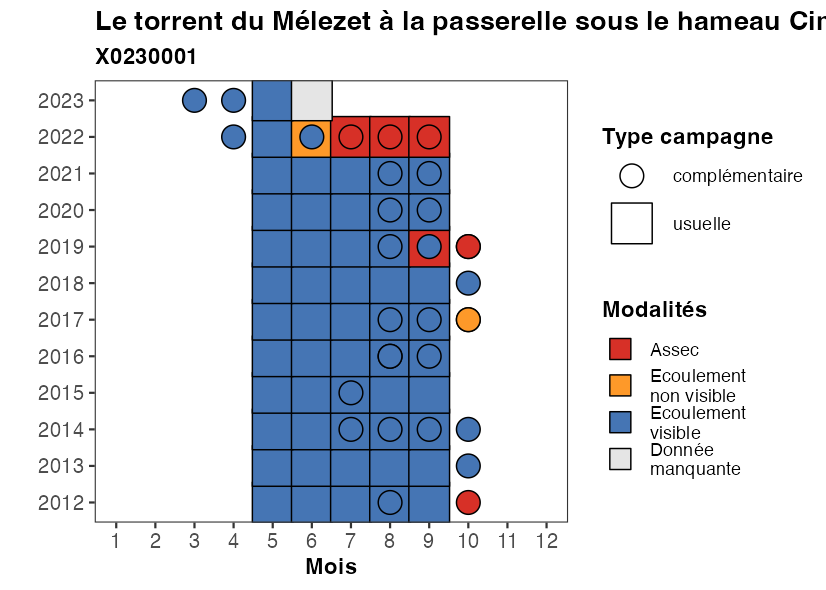 Le torrent du Mélezet à la passerelle sous le hameau Cir
X0230001
2023
2022
2021
2020
2019
2018
2017
2016
2015
2014
2013
2012
1 2 3 4 5 6 7 8 9 10 11 12
Mois
Type campagne
complémentaire
usuelle
Modalités
Assec
Ecoulement
non visible
Ecoulement
visible
Donnée
manquante